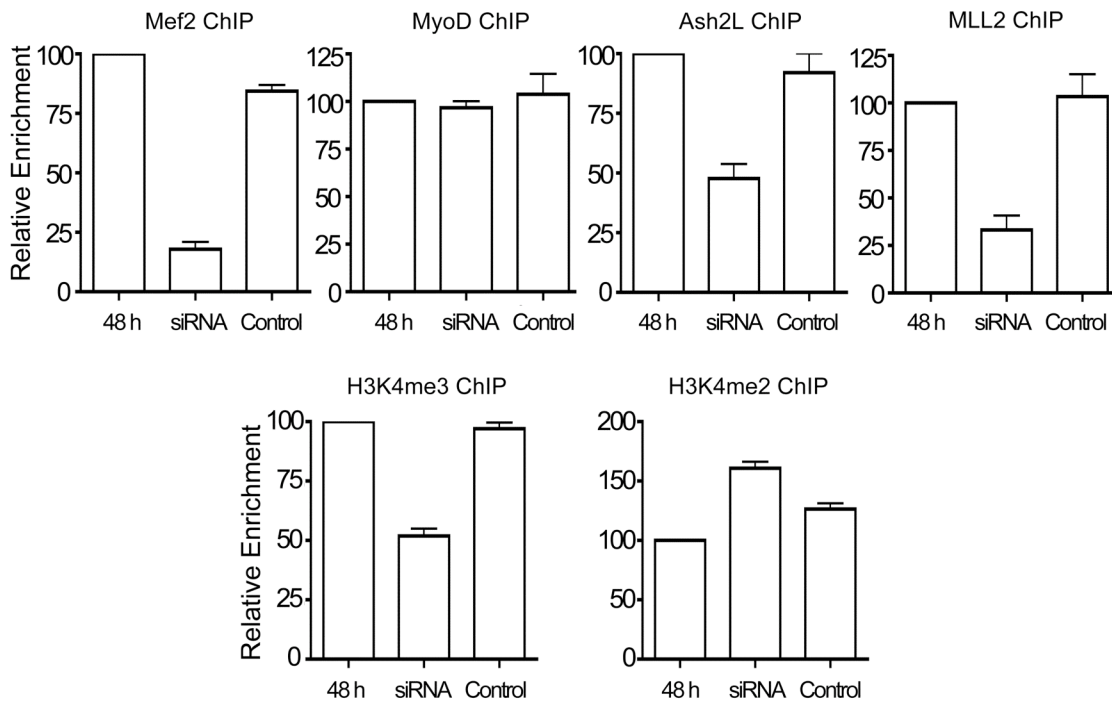 Mef2 ChIP
MyoD ChIP
Ash2L ChIP
MLL2 ChIP
Relative Enrichment
100
75
50
25
0
48 h siRNA Control
125
100
75
50
25
0
48 h siRNA Control
100
75
50
25
0
48 h siRNA Control
125
100
75
50
25
0
48 h siRNA Control
H3K4me3 ChIP
H3K4me2 ChIP
Relative Enrichment
100
75
50
25
0
48 h siRNA Control
200
150
100
50
0
48 h siRNA Control